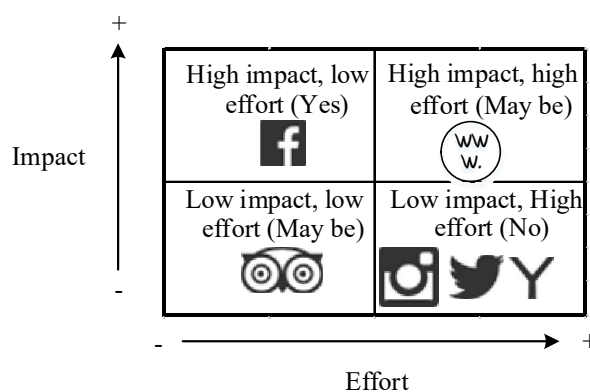 +
High impact, low
effort (Yes)
High impact, high
effort (May be)
f
WW
W.
Impact
Low impact, low
effort (May be)
Low impact, High
effort (No)
Y
-
-
+
Effort